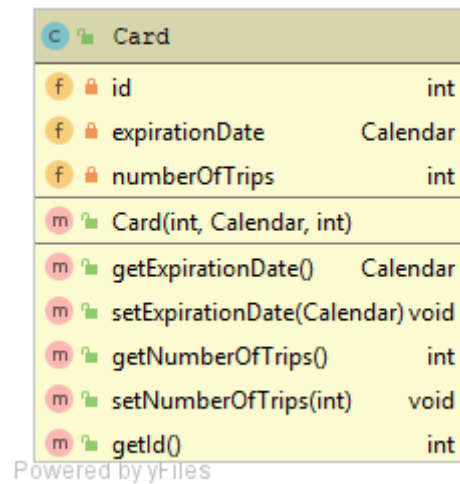 Card
id int
expirationDate Calendar
numberOfTrips int
Card(int, Calendar, int)
getExpirationDate() Calendar
setExpirationDate(Calendar) void
getNumberOfTrips() int
setNumberOfTrips(int) void
getId() int
Powered by yFiles